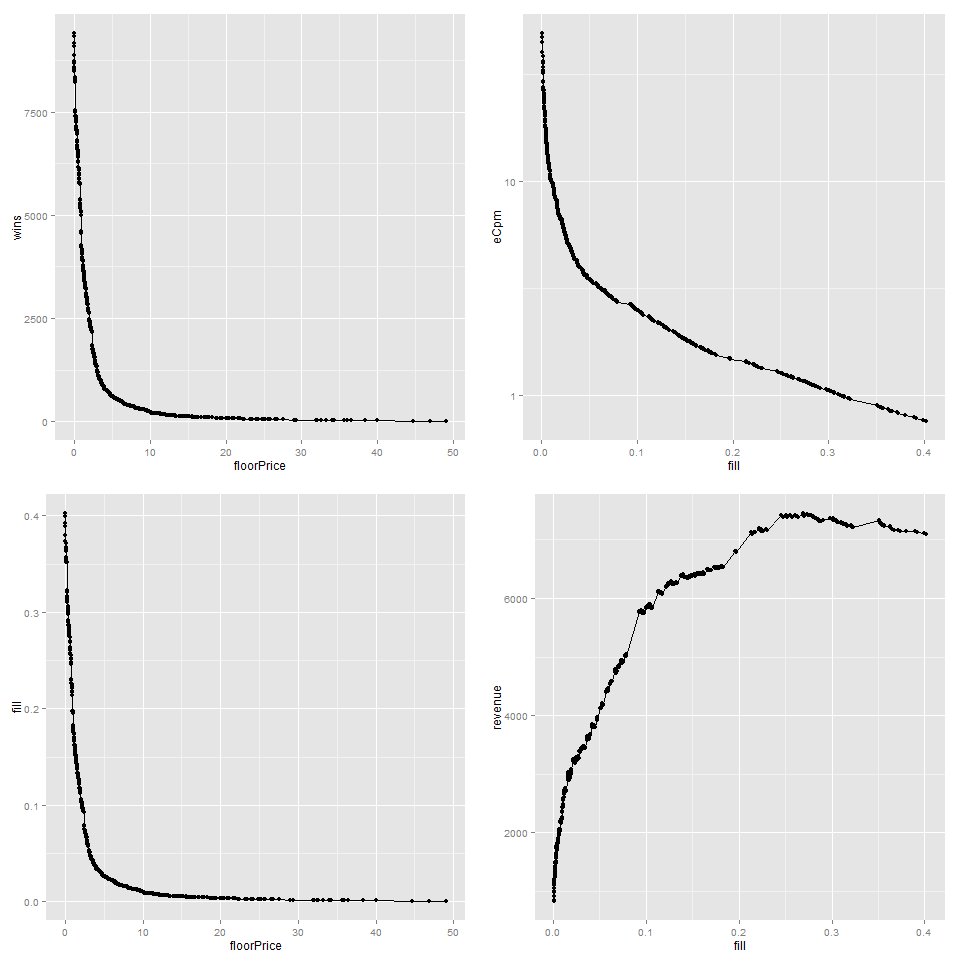 7500
5000
2500
0
wins
0 10 20 30 40 50
floorPrice
10
1
eCpm
0.0 0.1 0.2 0.3 0.4
fill
0.4
0.3
0.2
0.1
0.0
fill
0 10 20 30 40 50
floorPrice
6000
4000
2000
revenue
0.0 0.1 0.2 0.3 0.4
fill